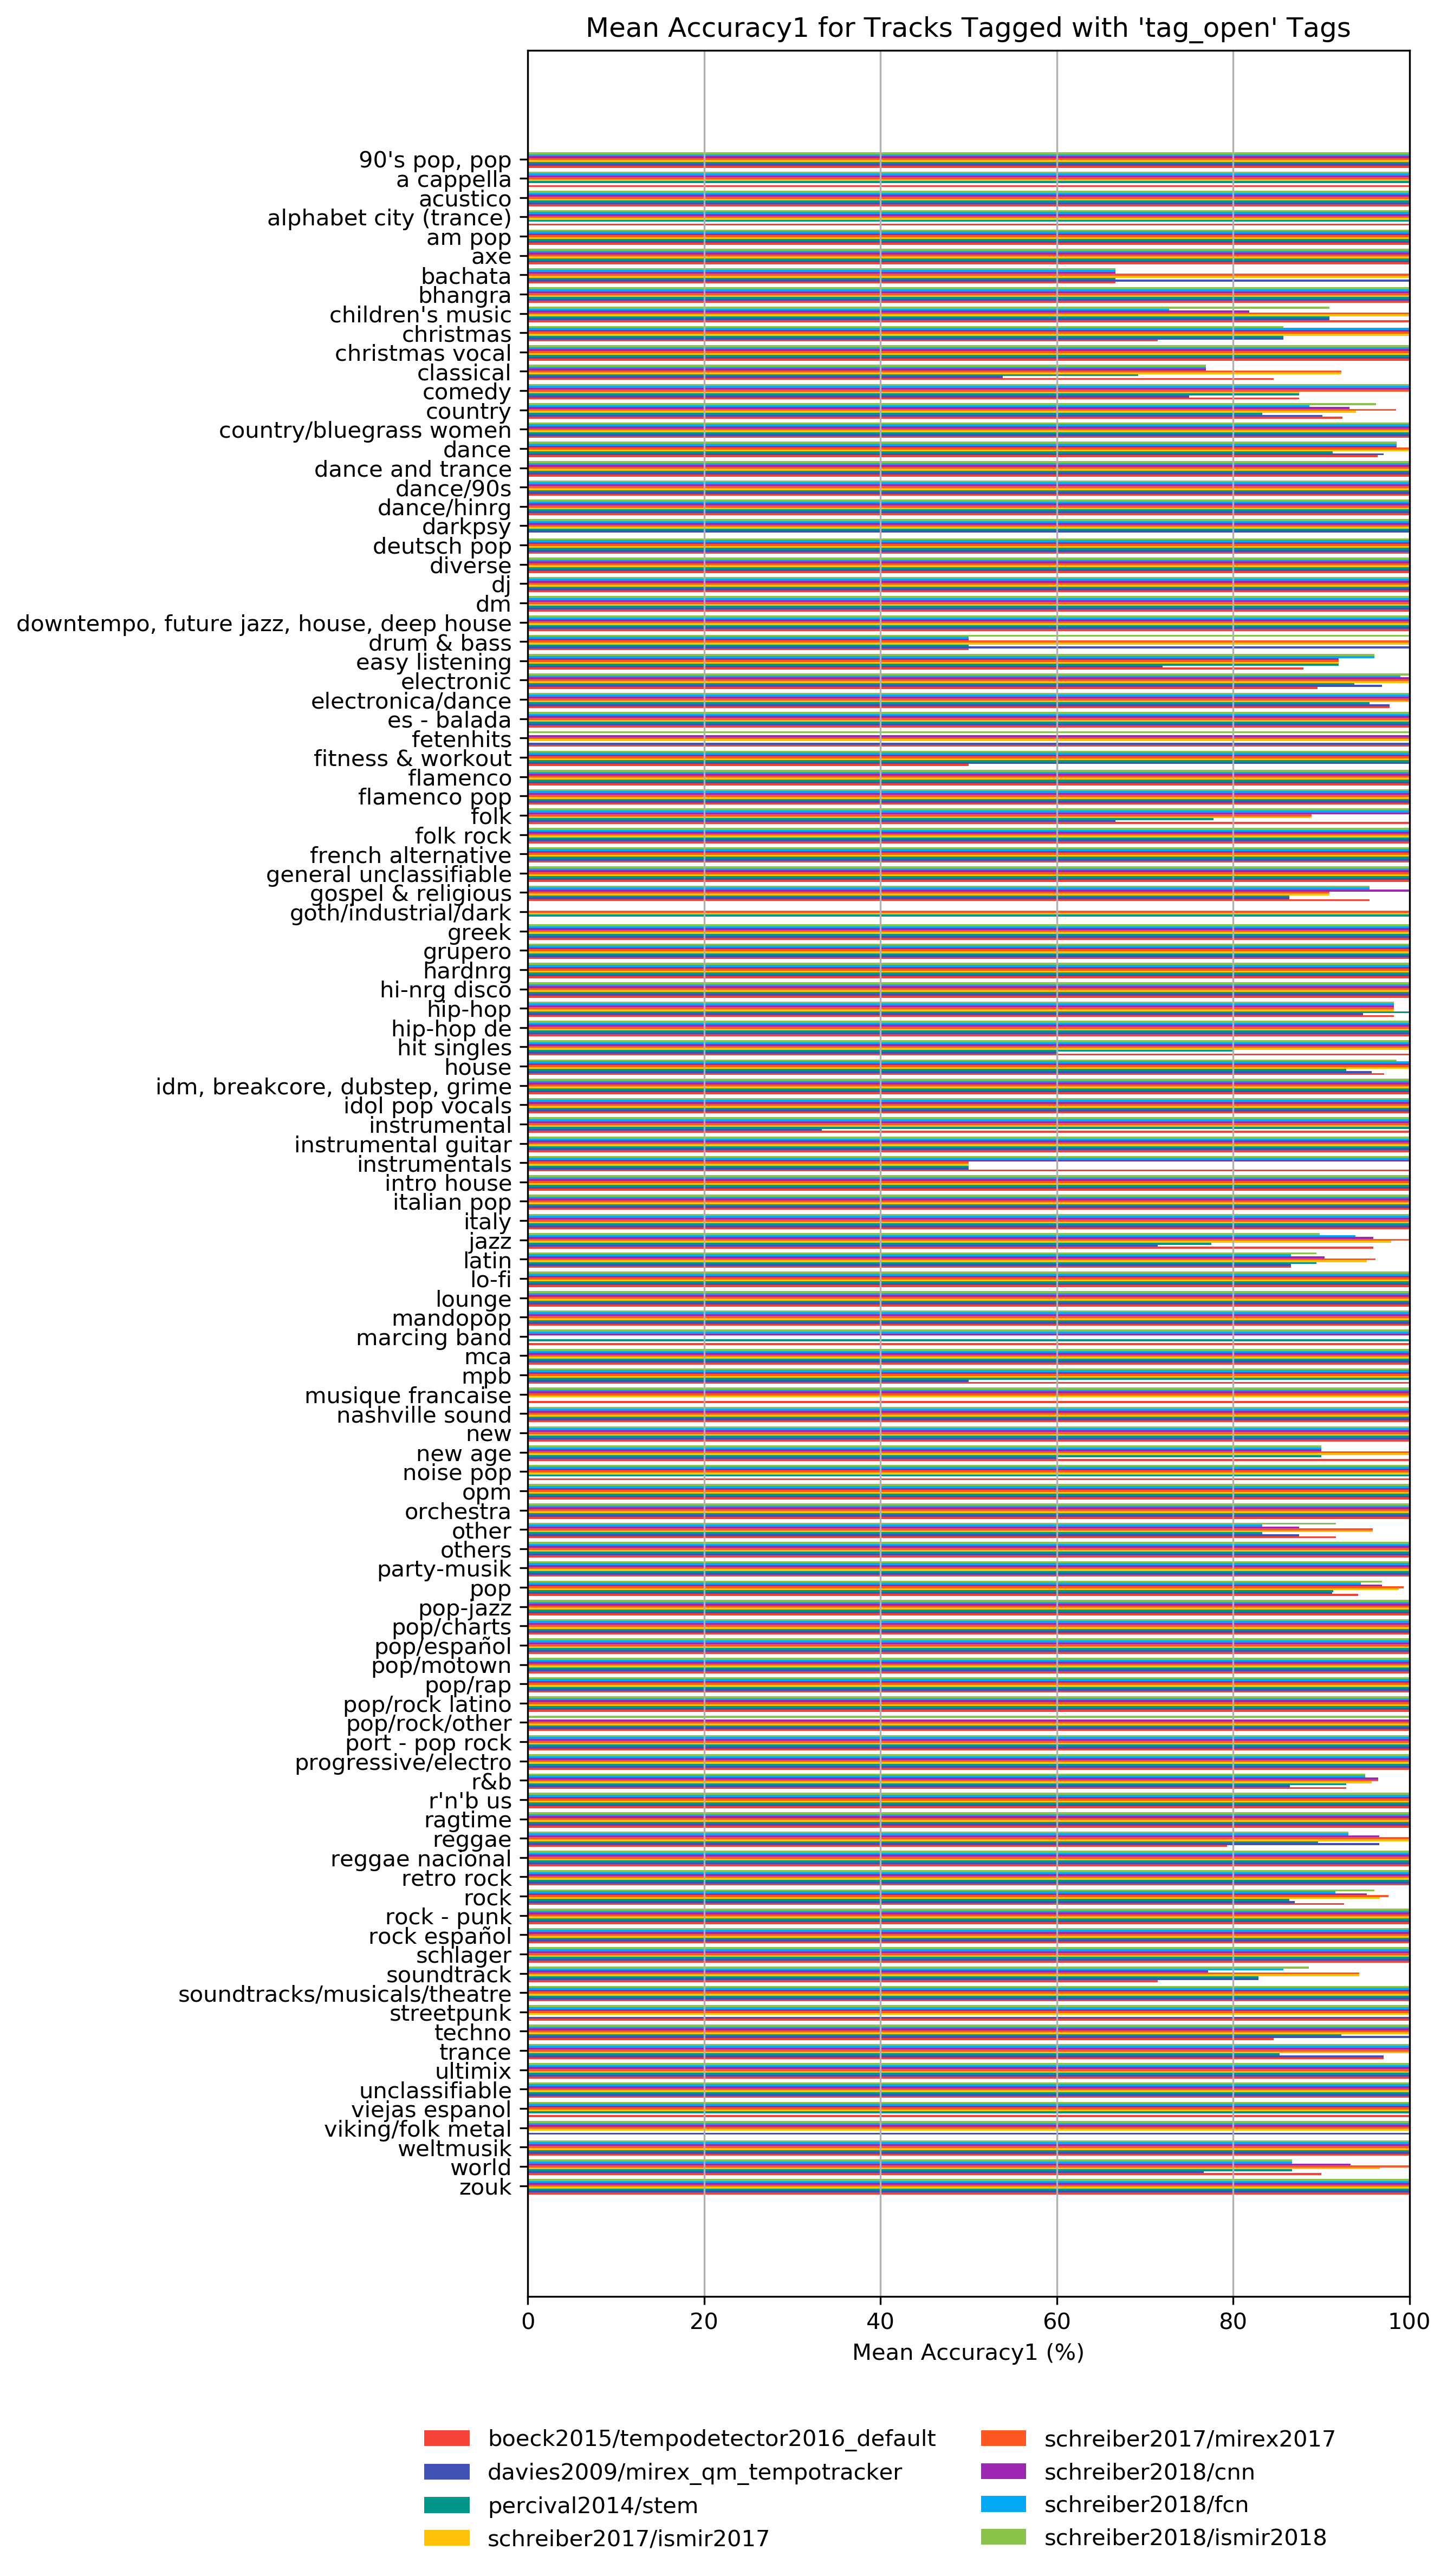 Mean Accuracy1 for Tracks Tagged with 'tag_open' Tags
90's pop, pop
a cappella
acustico
alphabet city (trance)
am pop
axe
bachata
bhangra
children's music
christmas
christmas vocal
classical
comedy
country
country/bluegrass women
dance
dance and trance
dance/90s
dance/hinrg
darkpsy
deutsch pop
diverse
dj
dm
downtempo, future jazz, house, deep house
drum & bass
easy listening
electronic
electronica/dance
es - balada
fetenhits
fitness & workout
flamenco
flamenco pop
folk
folk rock
french alternative
general unclassifiable
gospel & religious
goth/industrial/dark
greek
grupero
hardnrg
hi-nrg disco
hip-hop
hip-hop de
hit singles
house
idm, breakcore, dubstep, grime
idol pop vocals
instrumental
instrumental guitar
instrumentals
intro house
italian pop
italy
jazz
latin
lo-fi
lounge
mandopop
marcing band
mca
mpb
musique francaise
nashville sound
new
new age
noise pop
opm
orchestra
other
others
party-musik
pop
pop-jazz
pop/charts
pop/español
pop/motown
pop/rap
pop/rock latino
pop/rock/other
port - pop rock
progressive/electro
r&b
r'n'b us
ragtime
reggae
reggae nacional
retro rock
rock
rock - punk
rock español
schlager
soundtrack
soundtracks/musicals/theatre
streetpunk
techno
trance
ultimix
unclassifiable
viejas espanol
viking/folk metal
weltmusik
world
zouk
0 20 40 60 80 100
Mean Accuracy1 (%)
boeck2015/tempodetector2016_default
davies2009/mirex_qm_tempotracker
percival2014/stem
schreiber2017/ismir2017
schreiber2017/mirex2017
schreiber2018/cnn
schreiber2018/fcn
schreiber2018/ismir2018